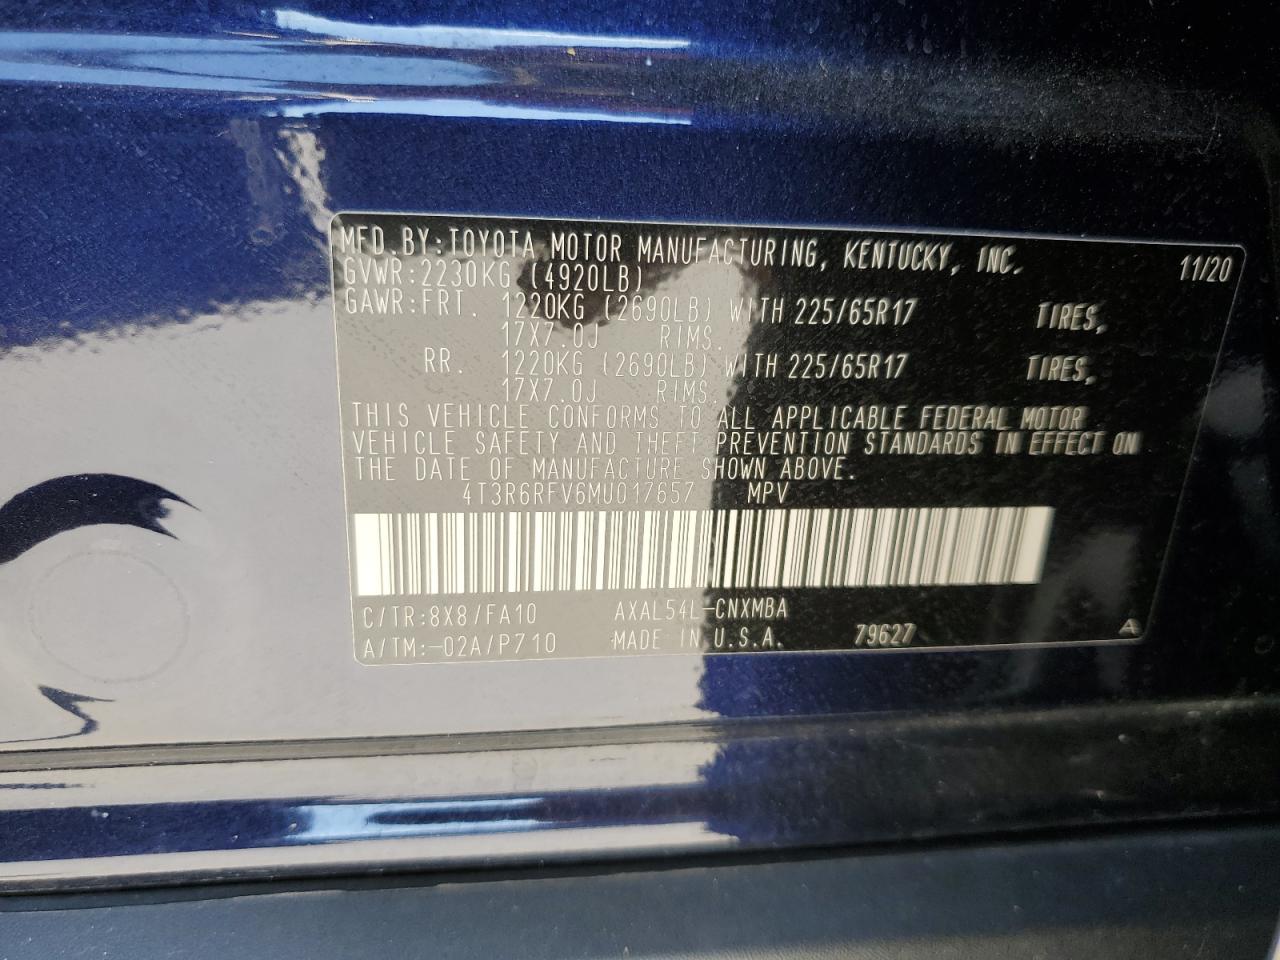 MFD.BY:TOYOTA MOTOR MANUFACTURING, KENTUCKY, INC. 11/20
GVWR:2230KG (4920LB)
GAWR:FRT. 1220KG (2690LB) WITH 225/65R17 TIRES,
17X7.0J RIMS.
RR. 1220KG (2690LB) WITH 225/65R17 TIRES,
17X7.0J RIMS.
THIS VEHICLE CONFORMS TO ALL APPLICABLE FEDERAL MOTOR
VEHICLE SAFETY AND THEFT PREVENTION STANDARDS IN EFFECT ON
THE DATE OF MANUFACTURE SHOWN ABOVE.
4T3R6RFV6MU017657 MPV
C/TR:8X8/FA10 AXAL54L-CNXMBA
A/TM:-02A/P710 MADE IN U.S.A. 79627 A